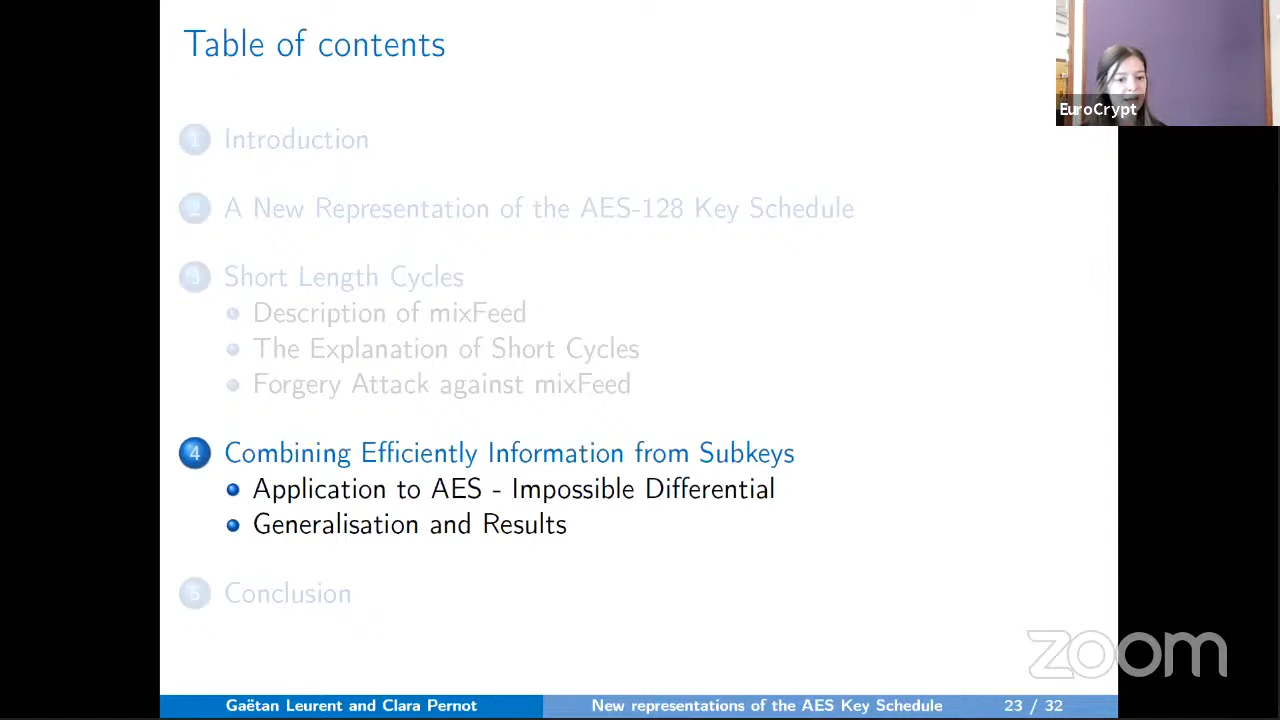 Table of contents
1 Introduction
2 A New Representation of the AES-128 Key Schedule
3 Short Length Cycles
Description of mixFeed
The Explanation of Short Cycles
Forgery Attack against mixFeed
4 Combining Efficiently Information from Subkeys
Application to AES - Impossible Differential
Generalisation and Results
5 Conclusion
EuroCrypt
zoom
Gaëtan Leurent and Clara Pernot New representations of the AES Key Schedule 23 / 32